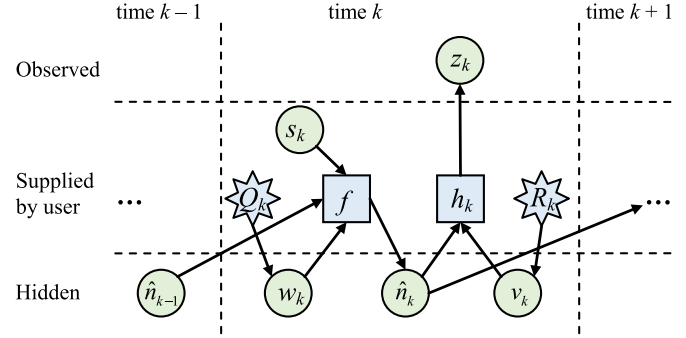 time k – 1 time k time k + 1
Observed z_k
s_k
Supplied
by user ... Q_k f h_k R_k ...
Hidden n̂_{k−1} w_k n̂_k v_k